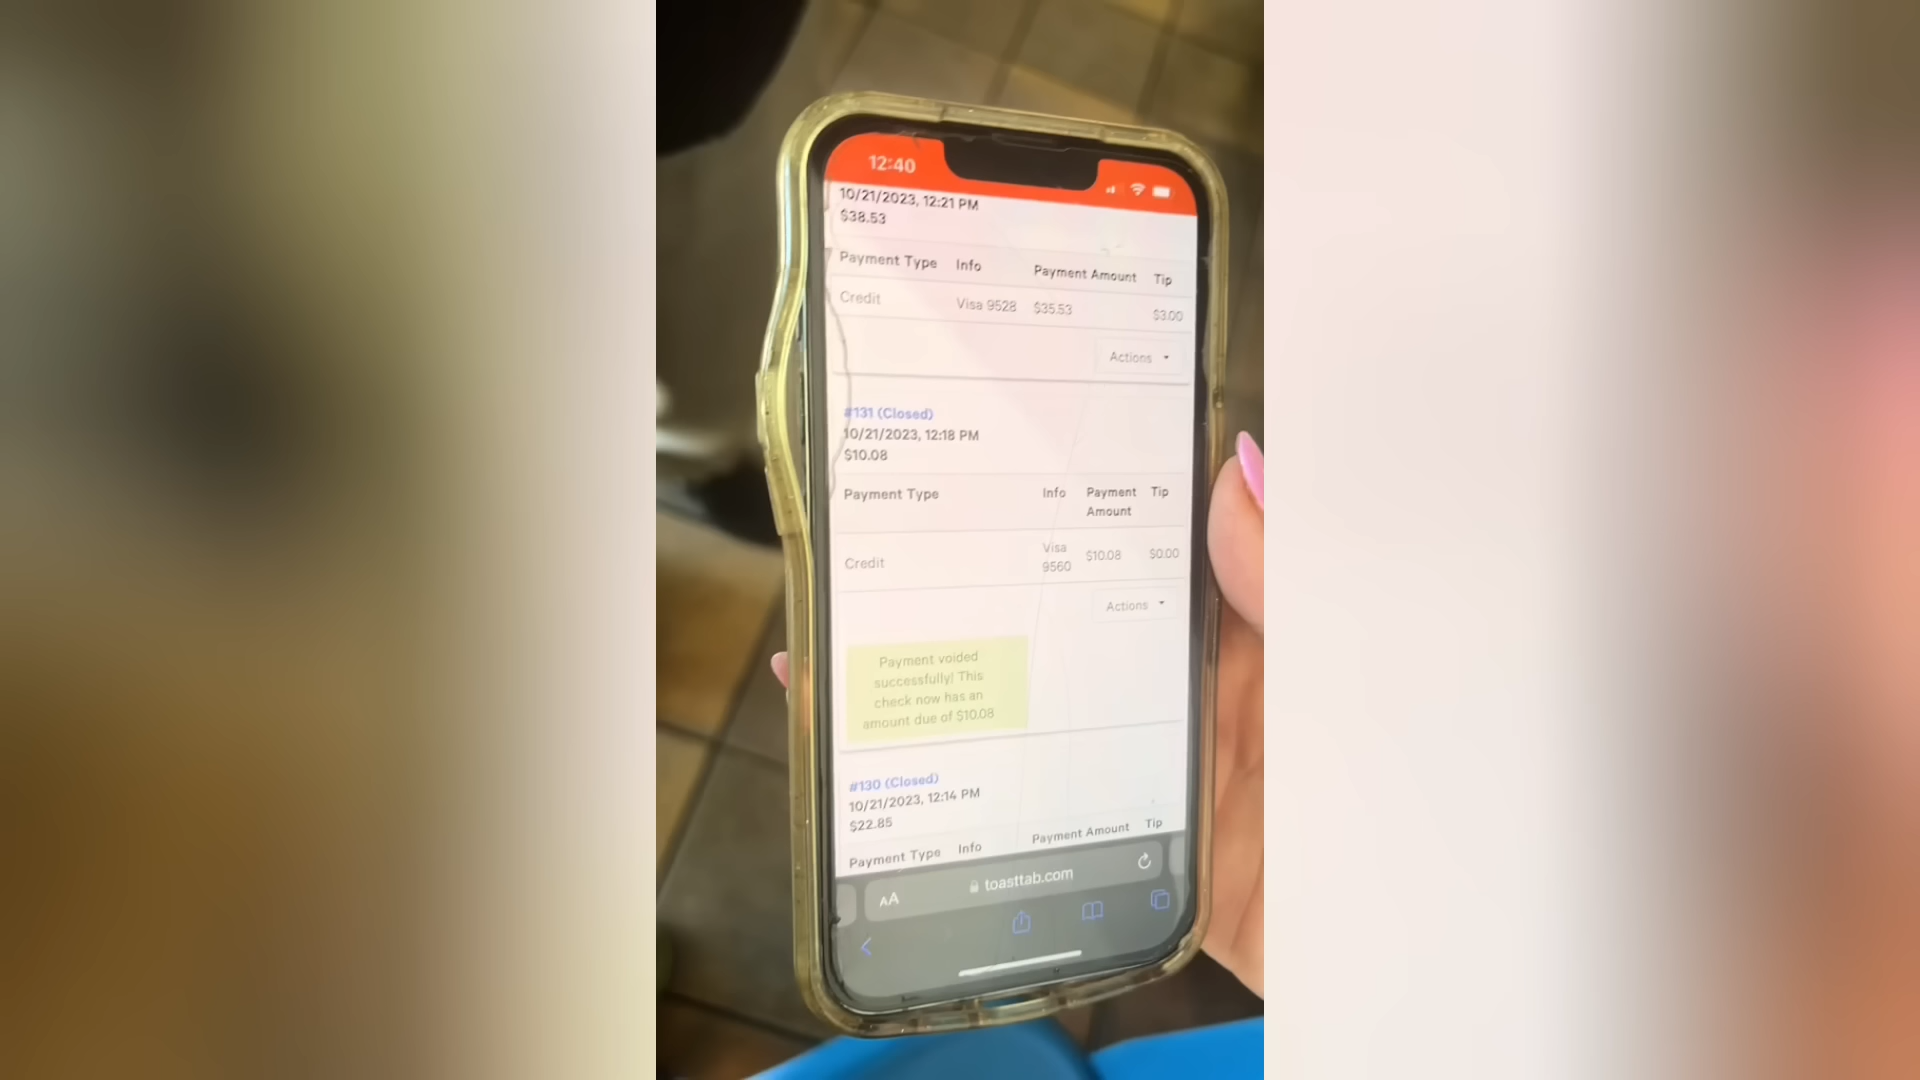 12:40
10/21/2023, 12:21 PM
$38.53
Payment Type Info Payment Amount Tip
Credit Visa 9528 $35.53 $3.00
Actions
#131 (Closed)
10/21/2023, 12:18 PM
$10.08
Payment Type Info Payment Amount Tip
Credit Visa 9560 $10.08 $0.00
Actions
Payment voided
successfully! This
check now has an
amount due of $10.08
#130 (Closed)
10/21/2023, 12:14 PM
$22.85
Payment Type Info Payment Amount Tip
AA toasttab.com